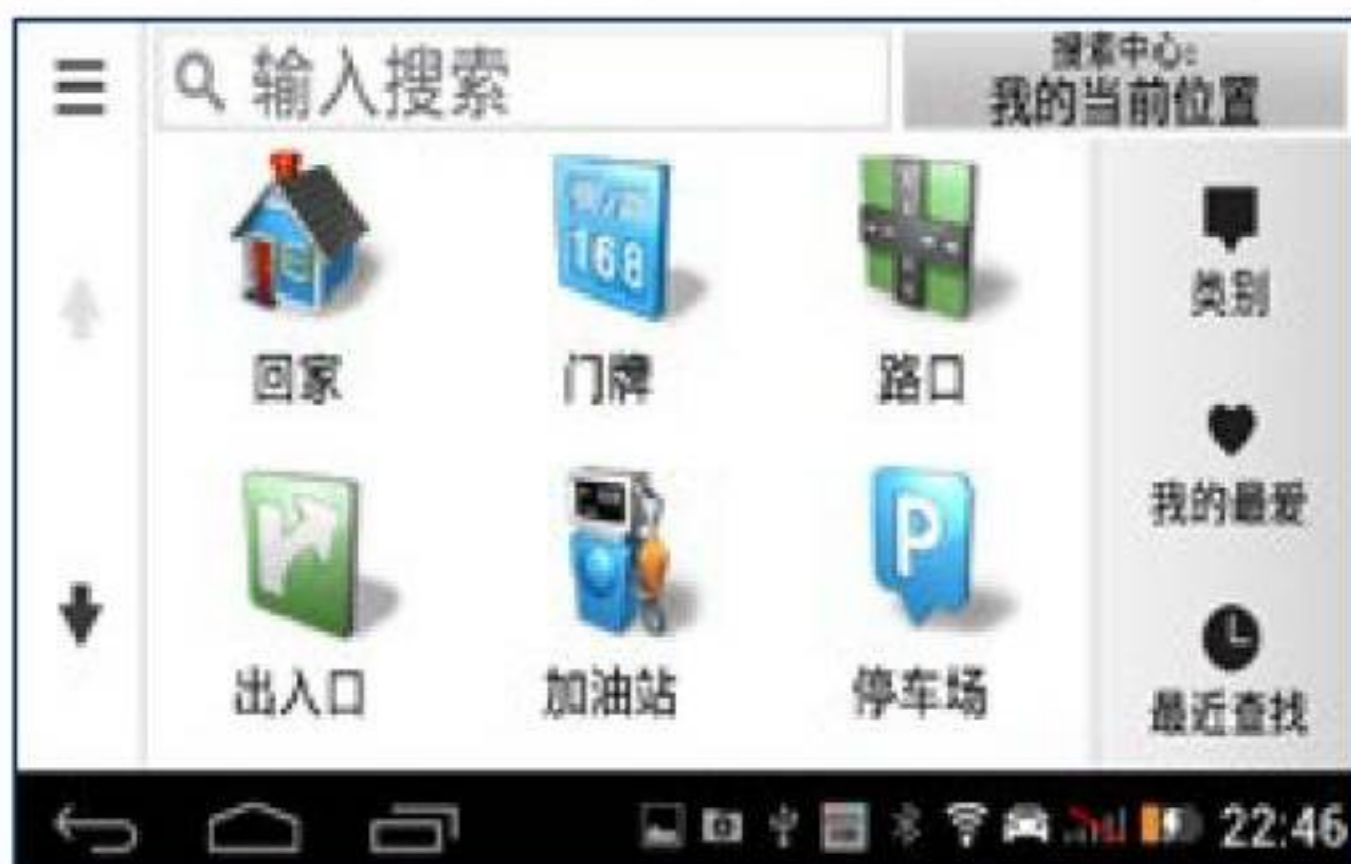 输入搜索
搜索中心:
我的当前位置
168
类别
回家
门牌
路口
我的最爱
出入口
加油站
停车场
P
最近查找
22:46